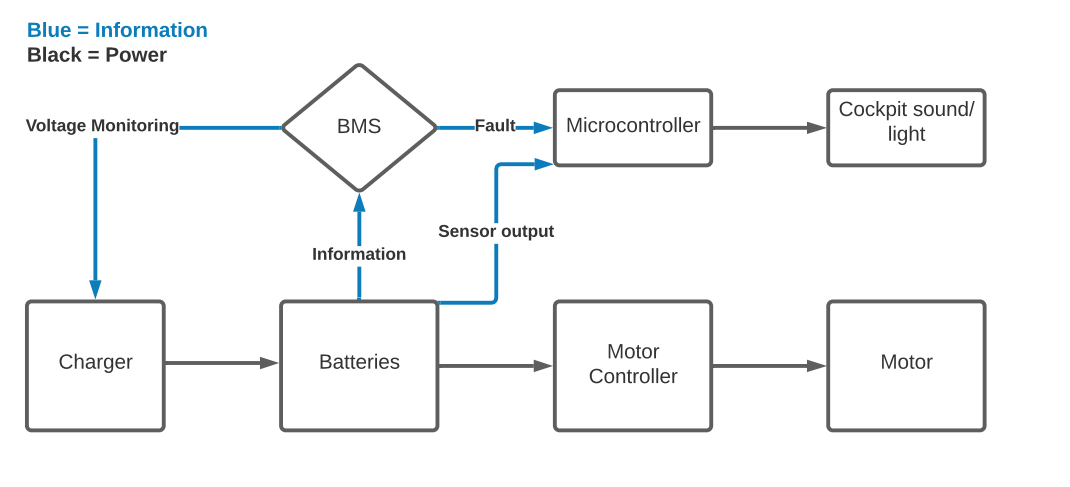 Blue = Information
Black = Power
BMS
Voltage Monitoring
Fault
Microcontroller
Cockpit sound/
light
Sensor output
Information
Charger
Batteries
Motor
Controller
Motor